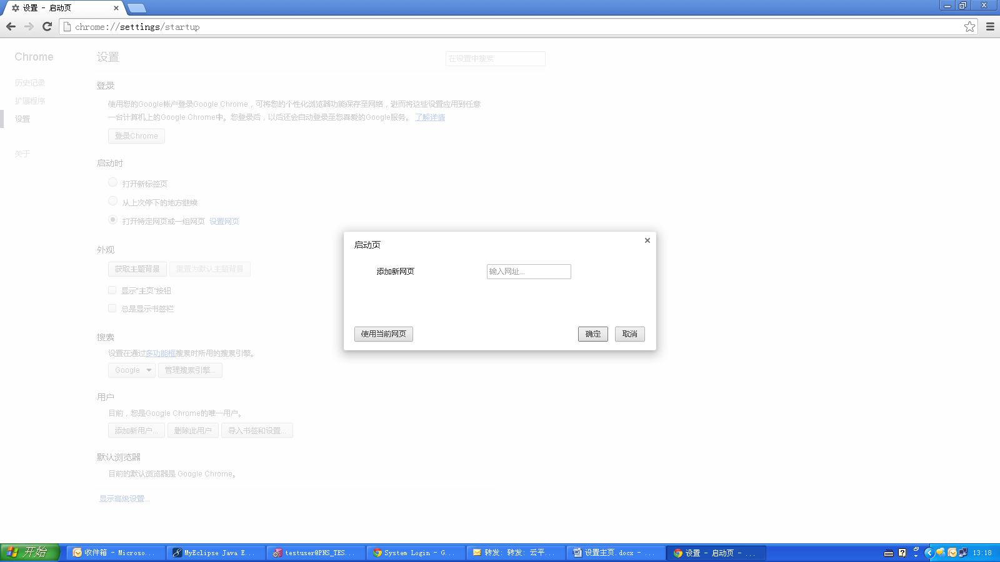 设置 - 启动页
chrome://settings/startup
Chrome
设置
在设置中搜索
历史记录
扩展程序
设置
关于
登录
使用您的Google帐户登录Google Chrome，可将您的个性化浏览器功能保存至网络，进而将这些设置应用到任意
一台计算机上的Google Chrome中。您登录后，以后还会自动登录至您喜爱的Google服务。 了解详情
登录Chrome
启动时
打开新标签页
从上次停下的地方继续
打开特定网页或一组网页 设置网页
外观
获取主题背景 重置为默认主题背景
显示"主页"按钮
总是显示书签栏
搜索
设置在通过多功能框搜索时所用的搜索引擎。
Google 管理搜索引擎...
用户
目前，您是Google Chrome的唯一用户。
添加新用户... 删除此用户 导入书签和设置...
默认浏览器
目前的默认浏览器是 Google Chrome。
显示高级设置...
启动页
添加新网页 输入网址...
使用当前网页 确定 取消
开始 收件箱 - Microso... MyEclipse Java E... testuser@PNS_TES... System Login - G... 转发: 转发: 云平... 设置主页.docx - ... 设置 - 启动页 - ... 13:18